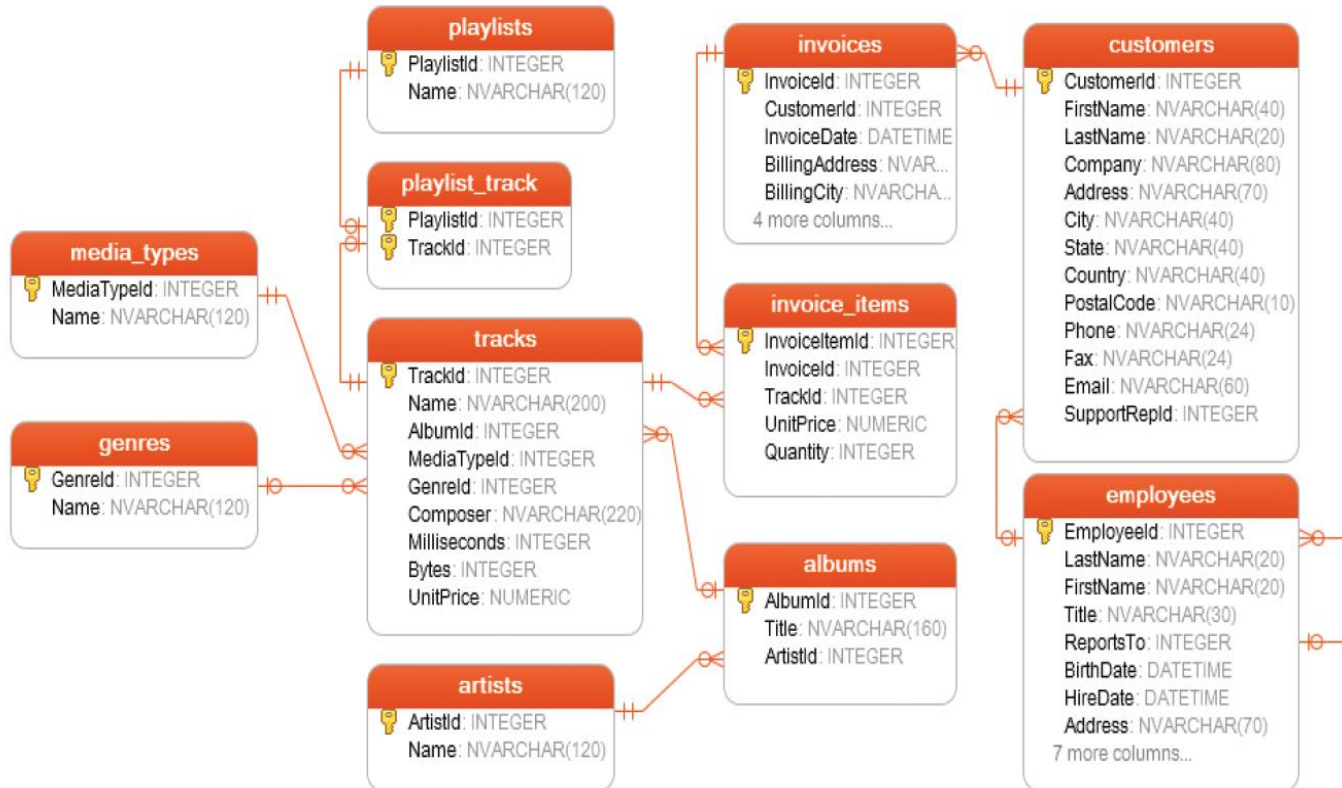 playlists
PlaylistId: INTEGER
Name: NVARCHAR(120)
playlist_track
PlaylistId: INTEGER
TrackId: INTEGER
media_types
MediaTypeId: INTEGER
Name: NVARCHAR(120)
genres
GenreId: INTEGER
Name: NVARCHAR(120)
tracks
TrackId: INTEGER
Name: NVARCHAR(200)
AlbumId: INTEGER
MediaTypeId: INTEGER
GenreId: INTEGER
Composer: NVARCHAR(220)
Milliseconds: INTEGER
Bytes: INTEGER
UnitPrice: NUMERIC
artists
ArtistId: INTEGER
Name: NVARCHAR(120)
invoices
InvoiceId: INTEGER
CustomerId: INTEGER
InvoiceDate: DATETIME
BillingAddress: NVAR...
BillingCity: NVARCHA...
4 more columns...
invoice_items
InvoiceItemId: INTEGER
InvoiceId: INTEGER
TrackId: INTEGER
UnitPrice: NUMERIC
Quantity: INTEGER
albums
AlbumId: INTEGER
Title: NVARCHAR(160)
ArtistId: INTEGER
customers
CustomerId: INTEGER
FirstName: NVARCHAR(40)
LastName: NVARCHAR(20)
Company: NVARCHAR(80)
Address: NVARCHAR(70)
City: NVARCHAR(40)
State: NVARCHAR(40)
Country: NVARCHAR(40)
PostalCode: NVARCHAR(10)
Phone: NVARCHAR(24)
Fax: NVARCHAR(24)
Email: NVARCHAR(60)
SupportRepId: INTEGER
employees
EmployeeId: INTEGER
LastName: NVARCHAR(20)
FirstName: NVARCHAR(20)
Title: NVARCHAR(30)
ReportsTo: INTEGER
BirthDate: DATETIME
HireDate: DATETIME
Address: NVARCHAR(70)
7 more columns...